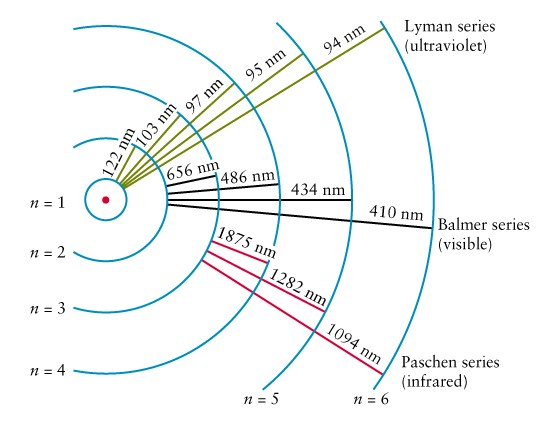 Lyman series
(ultraviolet)
94 nm
95 nm
97 nm
103 nm
122 nm
656 nm
486 nm
434 nm
410 nm
Balmer series
(visible)
1875 nm
1282 nm
1094 nm
Paschen series
(infrared)
n = 1
n = 2
n = 3
n = 4
n = 5
n = 6